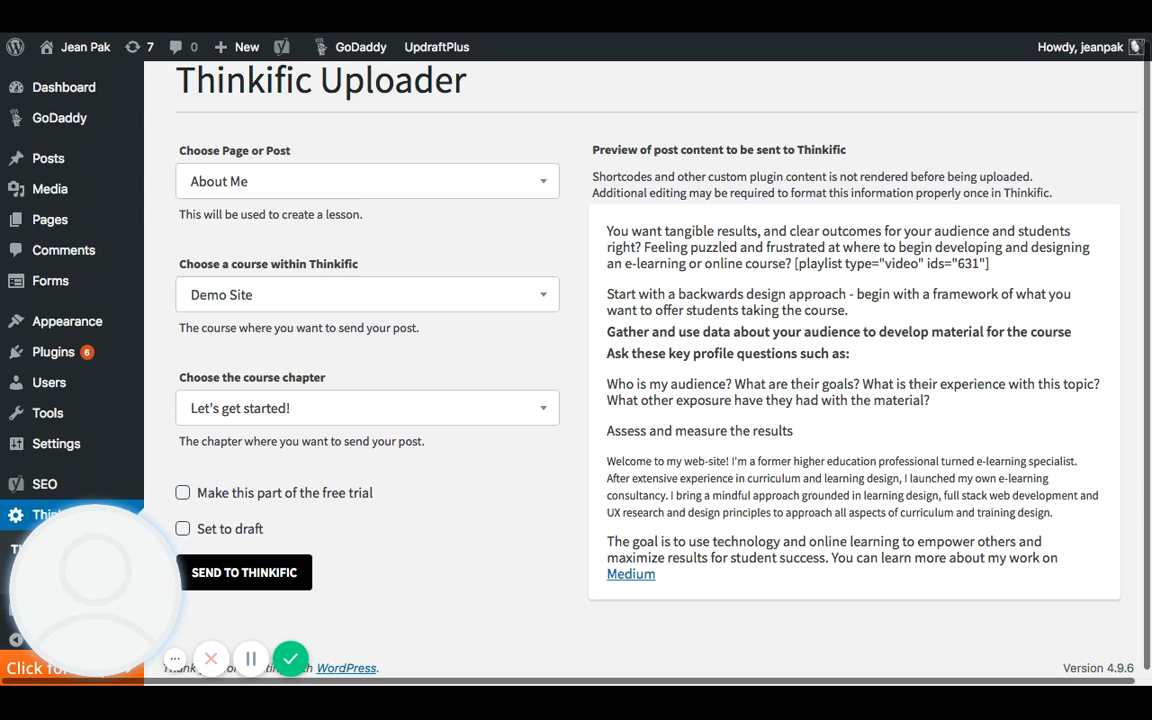 Jean Pak 7 0 New GoDaddy UpdraftPlus Howdy, jeanpak
Dashboard
GoDaddy
Posts
Media
Pages
Comments
Forms
Appearance
Plugins 6
Users
Tools
Settings
SEO
Thinkific Uploader
Choose Page or Post
About Me
This will be used to create a lesson.
Choose a course within Thinkific
Demo Site
The course where you want to send your post.
Choose the course chapter
Let's get started!
The chapter where you want to send your post.
Make this part of the free trial
Set to draft
SEND TO THINKIFIC
Preview of post content to be sent to Thinkific
Shortcodes and other custom plugin content is not rendered before being uploaded.
Additional editing may be required to format this information properly once in Thinkific.
You want tangible results, and clear outcomes for your audience and students
right? Feeling puzzled and frustrated at where to begin developing and designing
an e-learning or online course? [playlist type="video" ids="631"]
Start with a backwards design approach - begin with a framework of what you
want to offer students taking the course.
Gather and use data about your audience to develop material for the course
Ask these key profile questions such as:
Who is my audience? What are their goals? What is their experience with this topic?
What other exposure have they had with the material?
Assess and measure the results
Welcome to my web-site! I'm a former higher education professional turned e-learning specialist.
After extensive experience in curriculum and learning design, I launched my own e-learning
consultancy. I bring a mindful approach grounded in learning design, full stack web development and
UX research and design principles to approach all aspects of curriculum and training design.
The goal is to use technology and online learning to empower others and
maximize results for student success. You can learn more about my work on
Medium
Click
WordPress.
Version 4.9.6